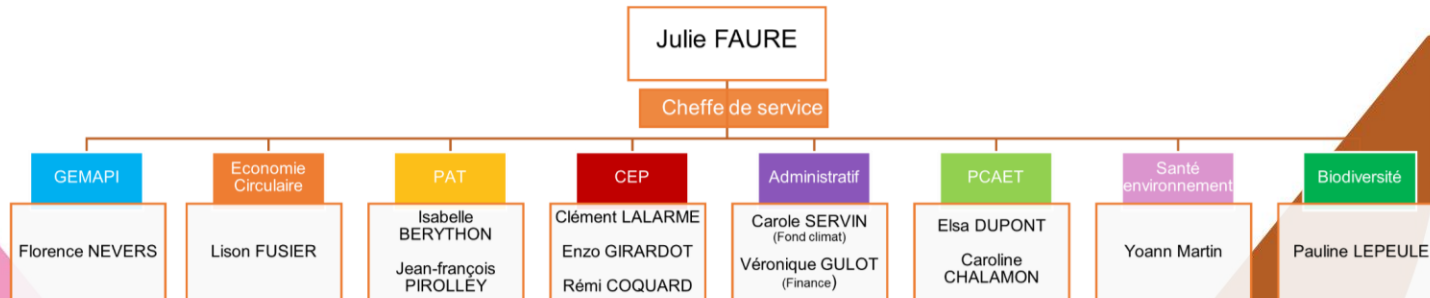 Julie FAURE
Cheffe de service
GEMAPI
Florence NEVERS
Economie
Circulaire
Lison FUSIER
PAT
Isabelle
BERYTHON
Jean-françois
PIROLLEY
CEP
Clément LALARME
Enzo GIRARDOT
Rémi COQUARD
Administratif
Carole SERVIN
(Fond climat)
Véronique GULOT
(Finance)
PCAET
Elsa DUPONT
Caroline
CHALAMON
Santé
environnement
Yoann Martin
Biodiversité
Pauline LEPEULE